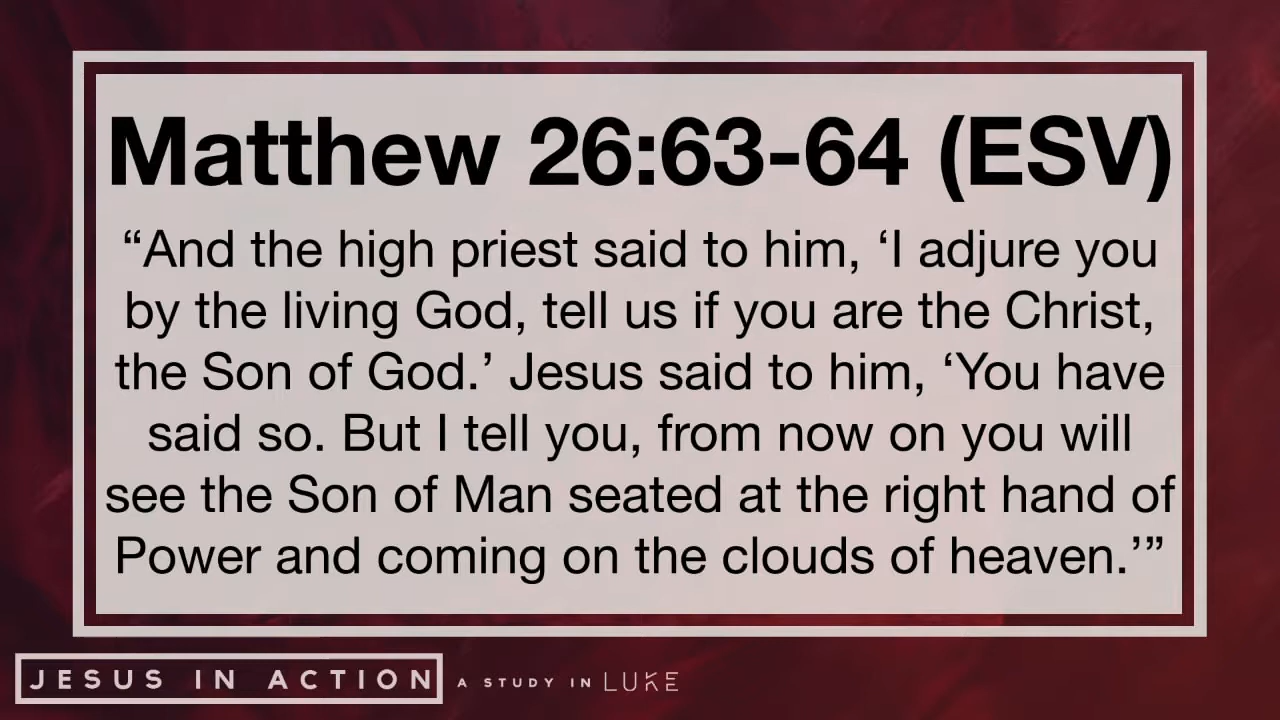 Matthew 26:63-64 (ESV)
“And the high priest said to him, ‘I adjure you
by the living God, tell us if you are the Christ,
the Son of God.’ Jesus said to him, ‘You have
said so. But I tell you, from now on you will
see the Son of Man seated at the right hand of
Power and coming on the clouds of heaven.’”
JESUS IN ACTION A STUDY IN LUKE